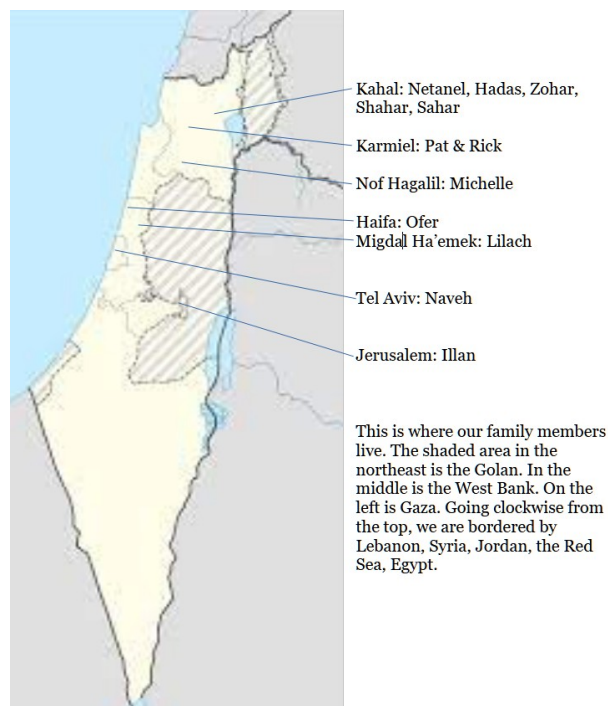 Kahal: Netanel, Hadas, Zohar,
Shahar, Sahar
Karmiel: Pat & Rick
Nof Hagalil: Michelle
Haifa: Ofer
Migdal Ha'emek: Lilach
Tel Aviv: Naveh
Jerusalem: Illan
This is where our family members
live. The shaded area in the
northeast is the Golan. In the
middle is the West Bank. On the
left is Gaza. Going clockwise from
the top, we are bordered by
Lebanon, Syria, Jordan, the Red
Sea, Egypt.